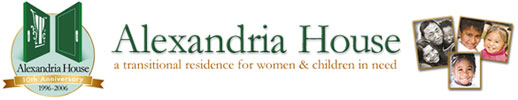 Alexandria House
10th Anniversary
1996-2006
Alexandria House
a transitional residence for women & children in need